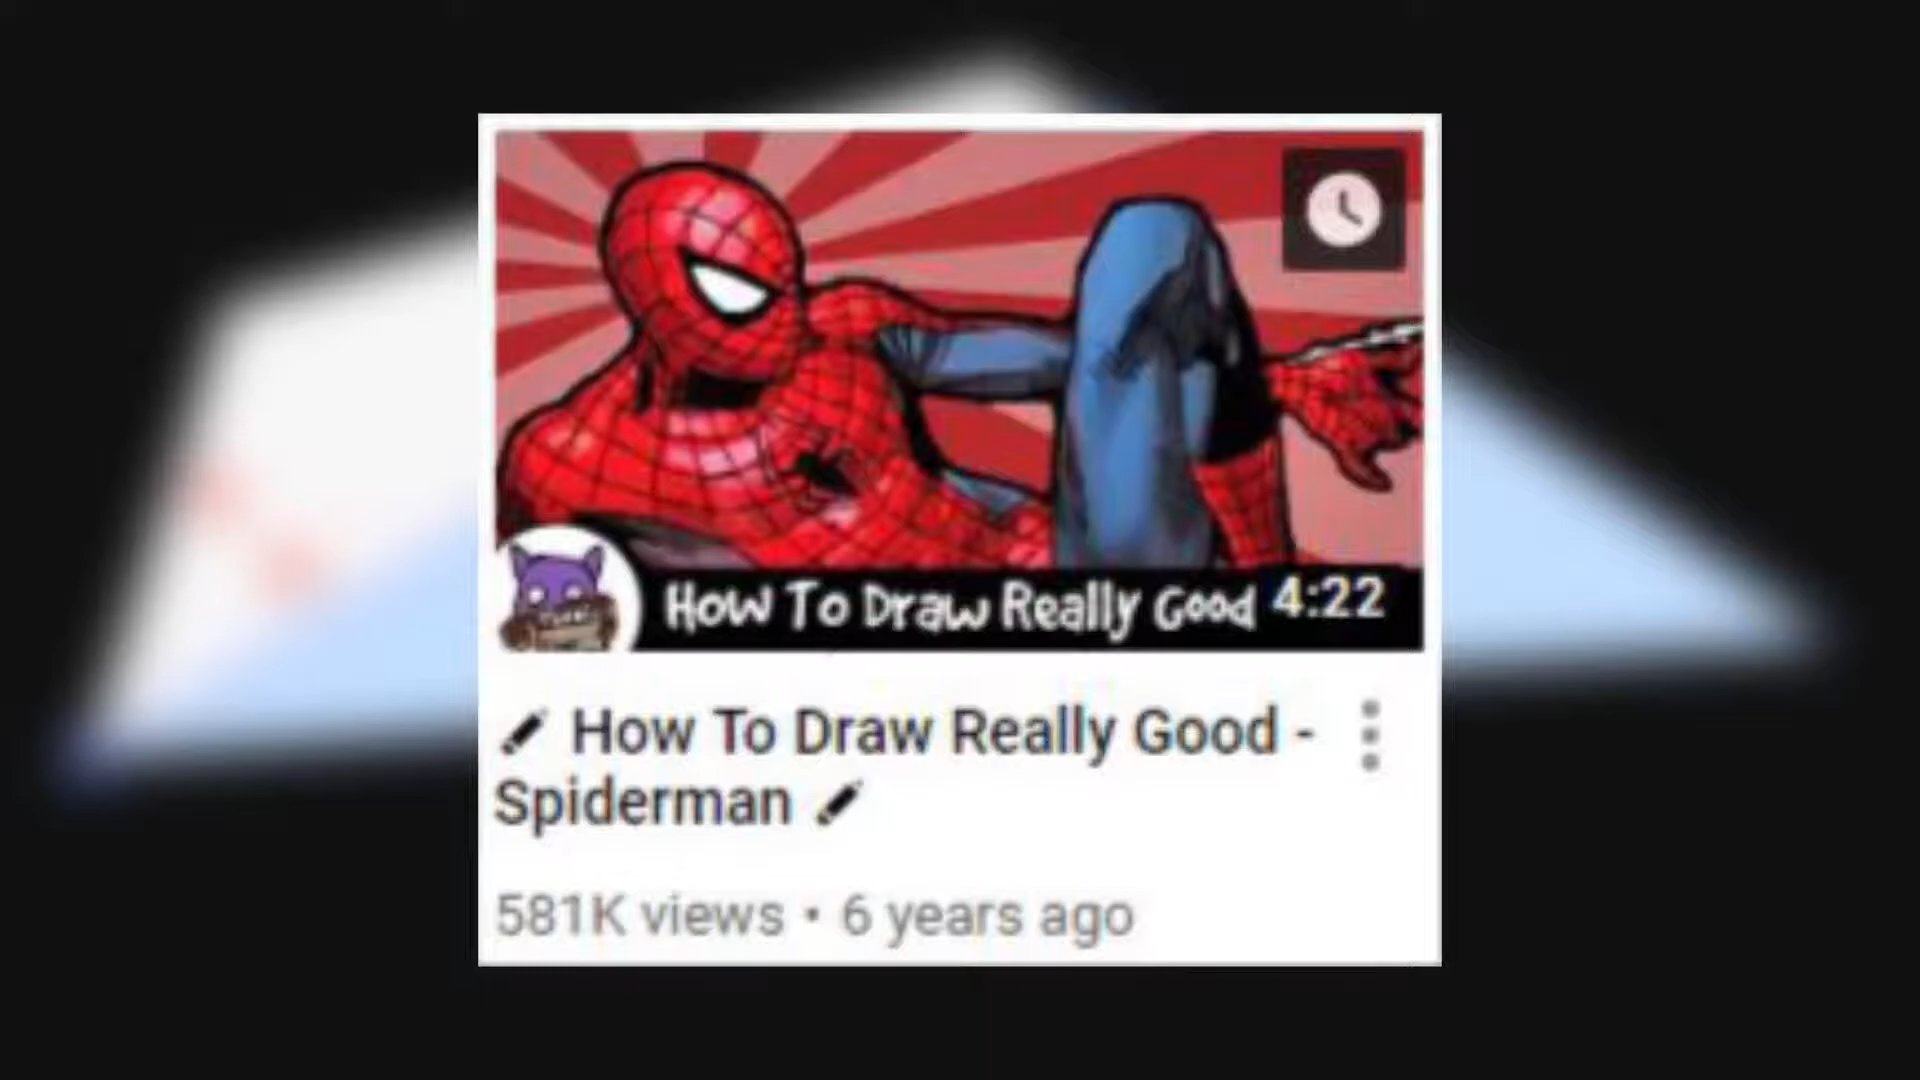 How To Draw Really Good 4:22
How To Draw Really Good -
Spiderman
581K views • 6 years ago